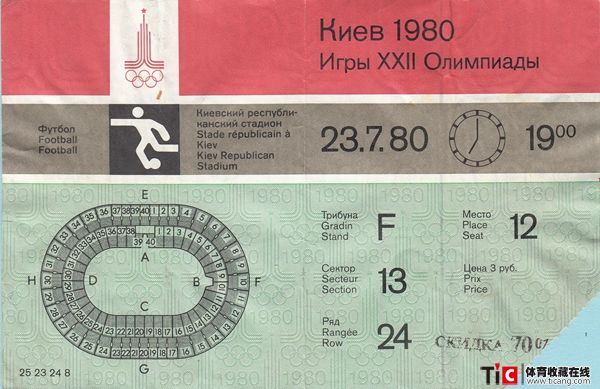 Киев 1980
Игры XXII Олимпиады
Футбол
Football
Football
Киевский республи-
канский стадион
Stade républicain à
Kiev
Kiev Republican
Stadium
23.7.80
19⁰⁰
E
A
H
D
B
F
C
G
25 23 24 8
Трибуна
Gradin
Stand
F
Место
Place
Seat
12
Сектор
Secteur
Section
13
Цена 3 руб.
Prix
Price
Ряд
Rangée
Row
24
СКИДКА 70
TiC 体育收藏在线
www.ticang.com